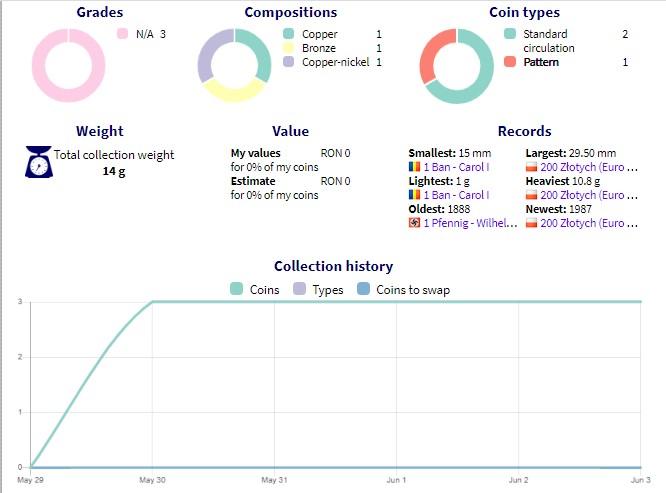 Grades
N/A 3
Compositions
Copper 1
Bronze 1
Copper-nickel 1
Coin types
Standard circulation 2
Pattern 1
Weight
Total collection weight
14 g
Value
My values RON 0
for 0% of my coins
Estimate RON 0
for 0% of my coins
Records
Smallest: 15 mm
1 Ban - Carol I
Lightest: 1 g
1 Ban - Carol I
Oldest: 1888
1 Pfennig - Wilhel...
Largest: 29.50 mm
200 Złotych (Euro ...
Heaviest 10.8 g
200 Złotych (Euro ...
Newest: 1987
200 Złotych (Euro ...
Collection history
Coins Types Coins to swap
3
2
1
0
May 29 May 30 May 31 Jun 1 Jun 2 Jun 3